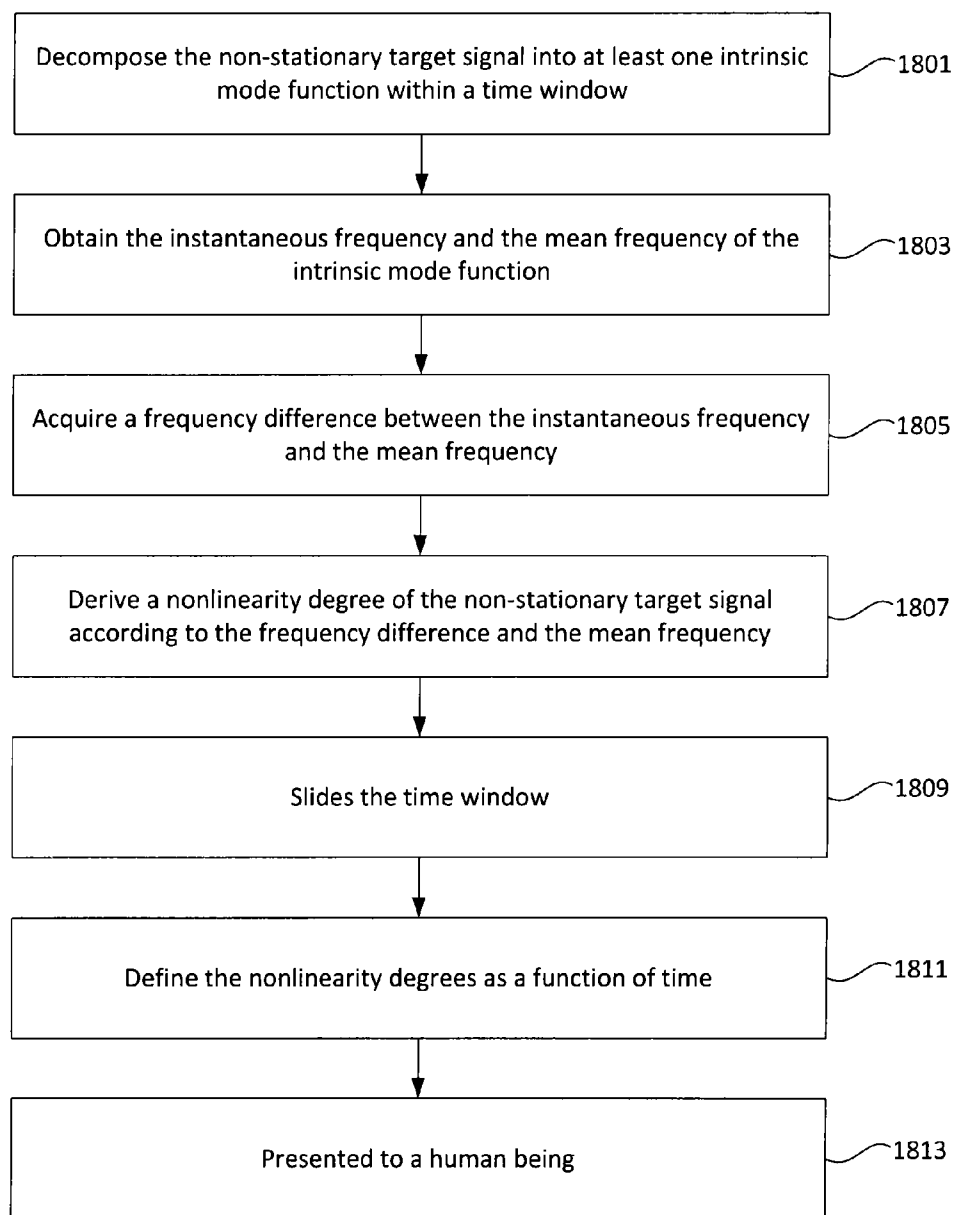 Decompose the non-stationary target signal into at least one intrinsic
mode function within a time window
1801
Obtain the instantaneous frequency and the mean frequency of the
intrinsic mode function
1803
Acquire a frequency difference between the instantaneous frequency
and the mean frequency
1805
Derive a nonlinearity degree of the non-stationary target signal
according to the frequency difference and the mean frequency
1807
Slides the time window
1809
Define the nonlinearity degrees as a function of time
1811
Presented to a human being
1813